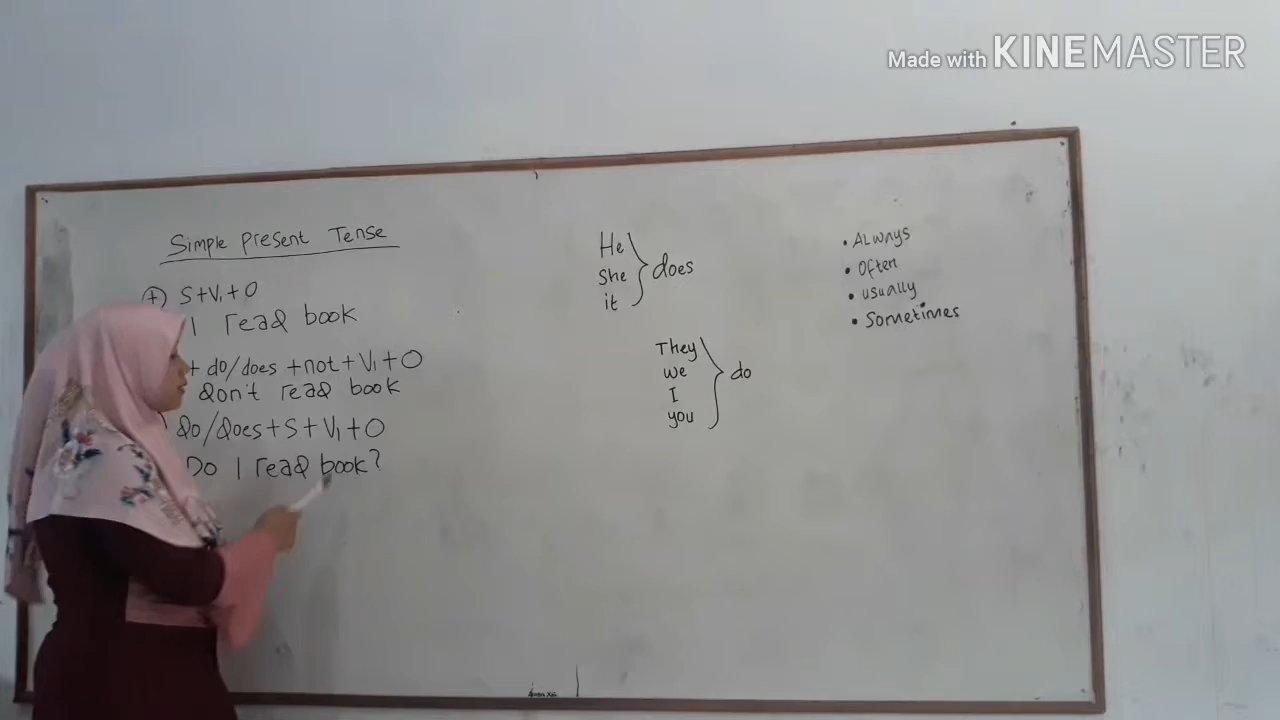 Made with KINEMASTER
Simple Present Tense
(+) S+V1+O
I read book
+ do/does +not+V1+O
don't read book
) do/does+S+V1+O
Do I read book?
He
She
it
does
They
we
I
you
do
• ALways
• Often
• usually
• Sometimes